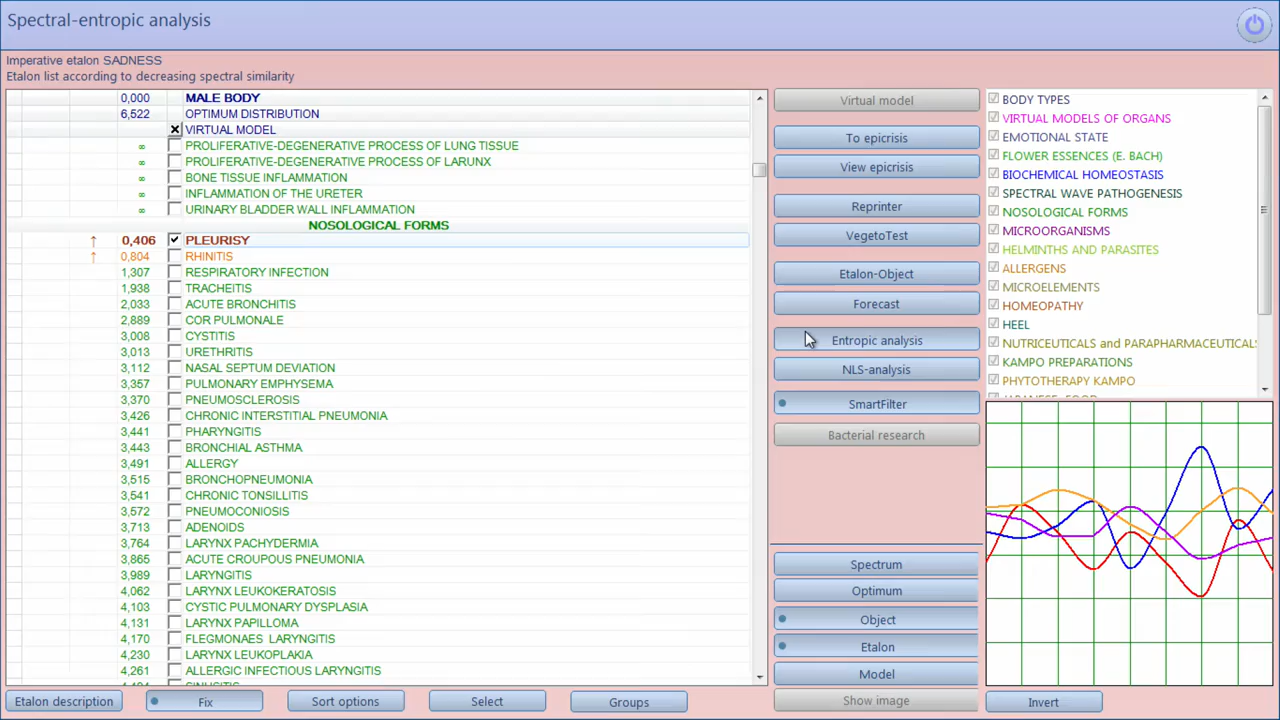 Spectral-entropic analysis
Imperative etalon SADNESS
Etalon list according to decreasing spectral similarity
0,000 MALE BODY
6,522 OPTIMUM DISTRIBUTION
VIRTUAL MODEL
∞ PROLIFERATIVE-DEGENERATIVE PROCESS OF LUNG TISSUE
∞ PROLIFERATIVE-DEGENERATIVE PROCESS OF LARUNX
∞ BONE TISSUE INFLAMMATION
∞ INFLAMMATION OF THE URETER
∞ URINARY BLADDER WALL INFLAMMATION
NOSOLOGICAL FORMS
↑ 0,406 PLEURISY
↑ 0,804 RHINITIS
1,307 RESPIRATORY INFECTION
1,938 TRACHEITIS
2,033 ACUTE BRONCHITIS
2,889 COR PULMONALE
3,008 CYSTITIS
3,013 URETHRITIS
3,112 NASAL SEPTUM DEVIATION
3,357 PULMONARY EMPHYSEMA
3,370 PNEUMOSCLEROSIS
3,426 CHRONIC INTERSTITIAL PNEUMONIA
3,441 PHARYNGITIS
3,443 BRONCHIAL ASTHMA
3,491 ALLERGY
3,515 BRONCHOPNEUMONIA
3,541 CHRONIC TONSILLITIS
3,572 PNEUMOCONIOSIS
3,713 ADENOIDS
3,764 LARYNX PACHYDERMIA
3,865 ACUTE CROUPOUS PNEUMONIA
3,989 LARYNGITIS
4,062 LARYNX LEUKOKERATOSIS
4,103 CYSTIC PULMONARY DYSPLASIA
4,131 LARYNX PAPILLOMA
4,170 FLEGMONAES LARYNGITIS
4,230 LARYNX LEUKOPLAKIA
4,261 ALLERGIC INFECTIOUS LARYNGITIS
Virtual model
To epicrisis
View epicrisis
Reprinter
VegetoTest
Etalon-Object
Forecast
Entropic analysis
NLS-analysis
SmartFilter
Bacterial research
Spectrum
Optimum
Object
Etalon
Model
Show image
BODY TYPES
VIRTUAL MODELS OF ORGANS
EMOTIONAL STATE
FLOWER ESSENCES (E. BACH)
BIOCHEMICAL HOMEOSTASIS
SPECTRAL WAVE PATHOGENESIS
NOSOLOGICAL FORMS
MICROORGANISMS
HELMINTHS AND PARASITES
ALLERGENS
MICROELEMENTS
HOMEOPATHY
HEEL
NUTRICEUTICALS and PARAPHARMACEUTICALS
KAMPO PREPARATIONS
PHYTOTHERAPY KAMPO
Etalon description
Fix
Sort options
Select
Groups
Invert